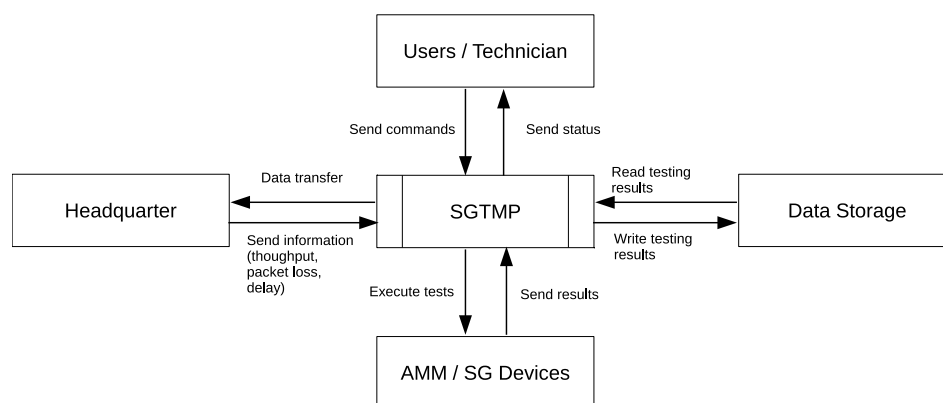 Users / Technician
Send commands
Send status
Data transfer
Read testing
results
Headquarter
SGTMP
Data Storage
Send information
(thoughput,
packet loss,
delay)
Write testing
results
Execute tests
Send results
AMM / SG Devices